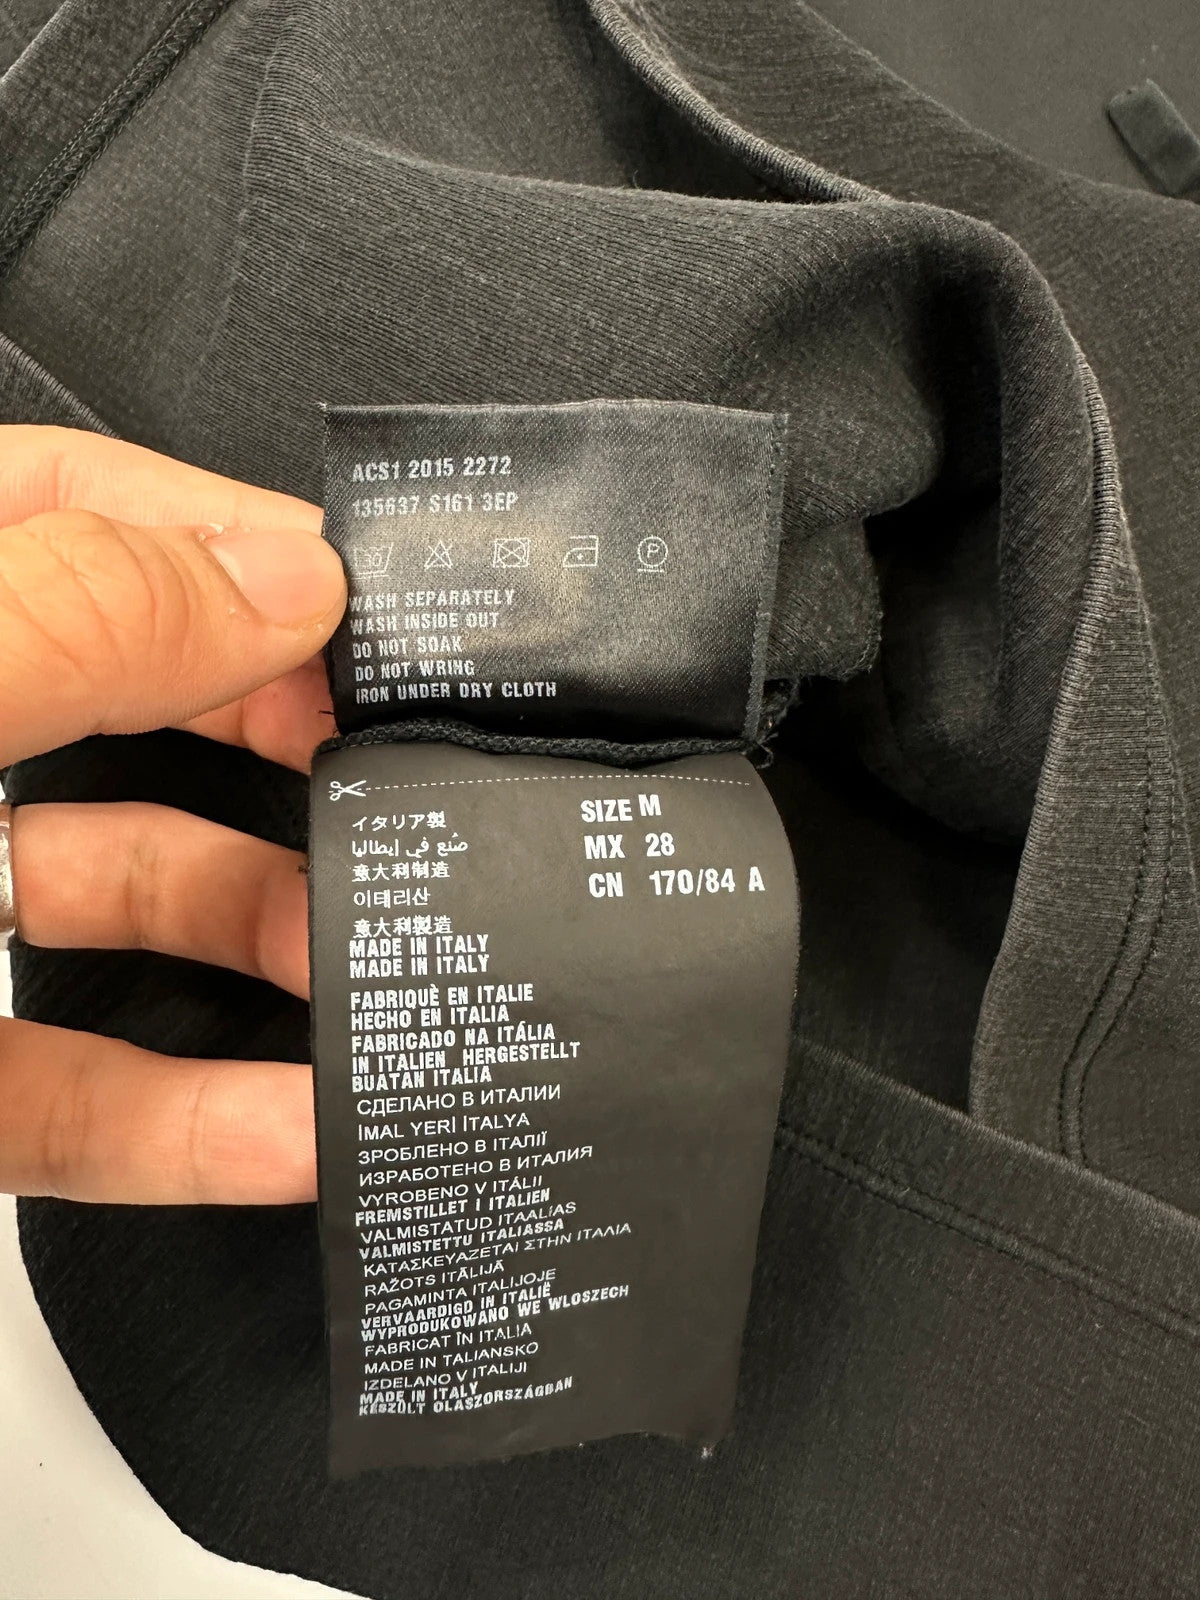 ACS1 2015 2272
135637 S161 3EP
30
P
WASH SEPARATELY
WASH INSIDE OUT
DO NOT SOAK
DO NOT WRING
IRON UNDER DRY CLOTH
SIZE M
MX 28
CN 170/84 A
イタリア製
صنع في إيطاليا
意大利制造
이태리산
意大利製造
MADE IN ITALY
MADE IN ITALY
FABRIQUÈ EN ITALIE
HECHO EN ITALIA
FABRICADO NA ITÁLIA
IN ITALIEN HERGESTELLT
BUATAN ITALIA
СДЕЛАНО В ИТАЛИИ
İMAL YERİ İTALYA
ЗРОБЛЕНО В ІТАЛІЇ
ИЗРАБОТЕНО В ИТАЛИЯ
VYROBENO V ITÁLII
FREMSTILLET I ITALIEN
VALMISTATUD ITAALIAS
VALMISTETTU ITALIASSA
ΚΑΤΑΣΚΕΥΑΖΕΤΑΙ ΣΤΗΝ ΙΤΑΛΙΑ
RAŽOTS ITĀLIJĀ
PAGAMINTA ITALIJOJE
VERVAARDIGD IN ITALIË
WYPRODUKOWANO WE WLOSZECH
FABRICAT ÎN ITALIA
MADE IN TALIANSKO
IZDELANO V ITALIJI
MADE IN ITALY
KÉSZÜLT OLASZORSZÁGBAN